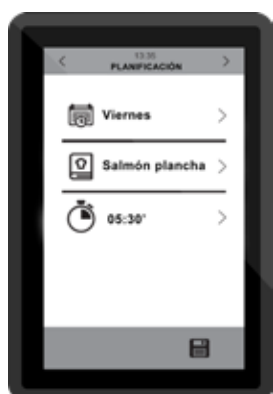 13:35
PLANIFICACIÓN
Viernes
Salmón plancha
05:30'